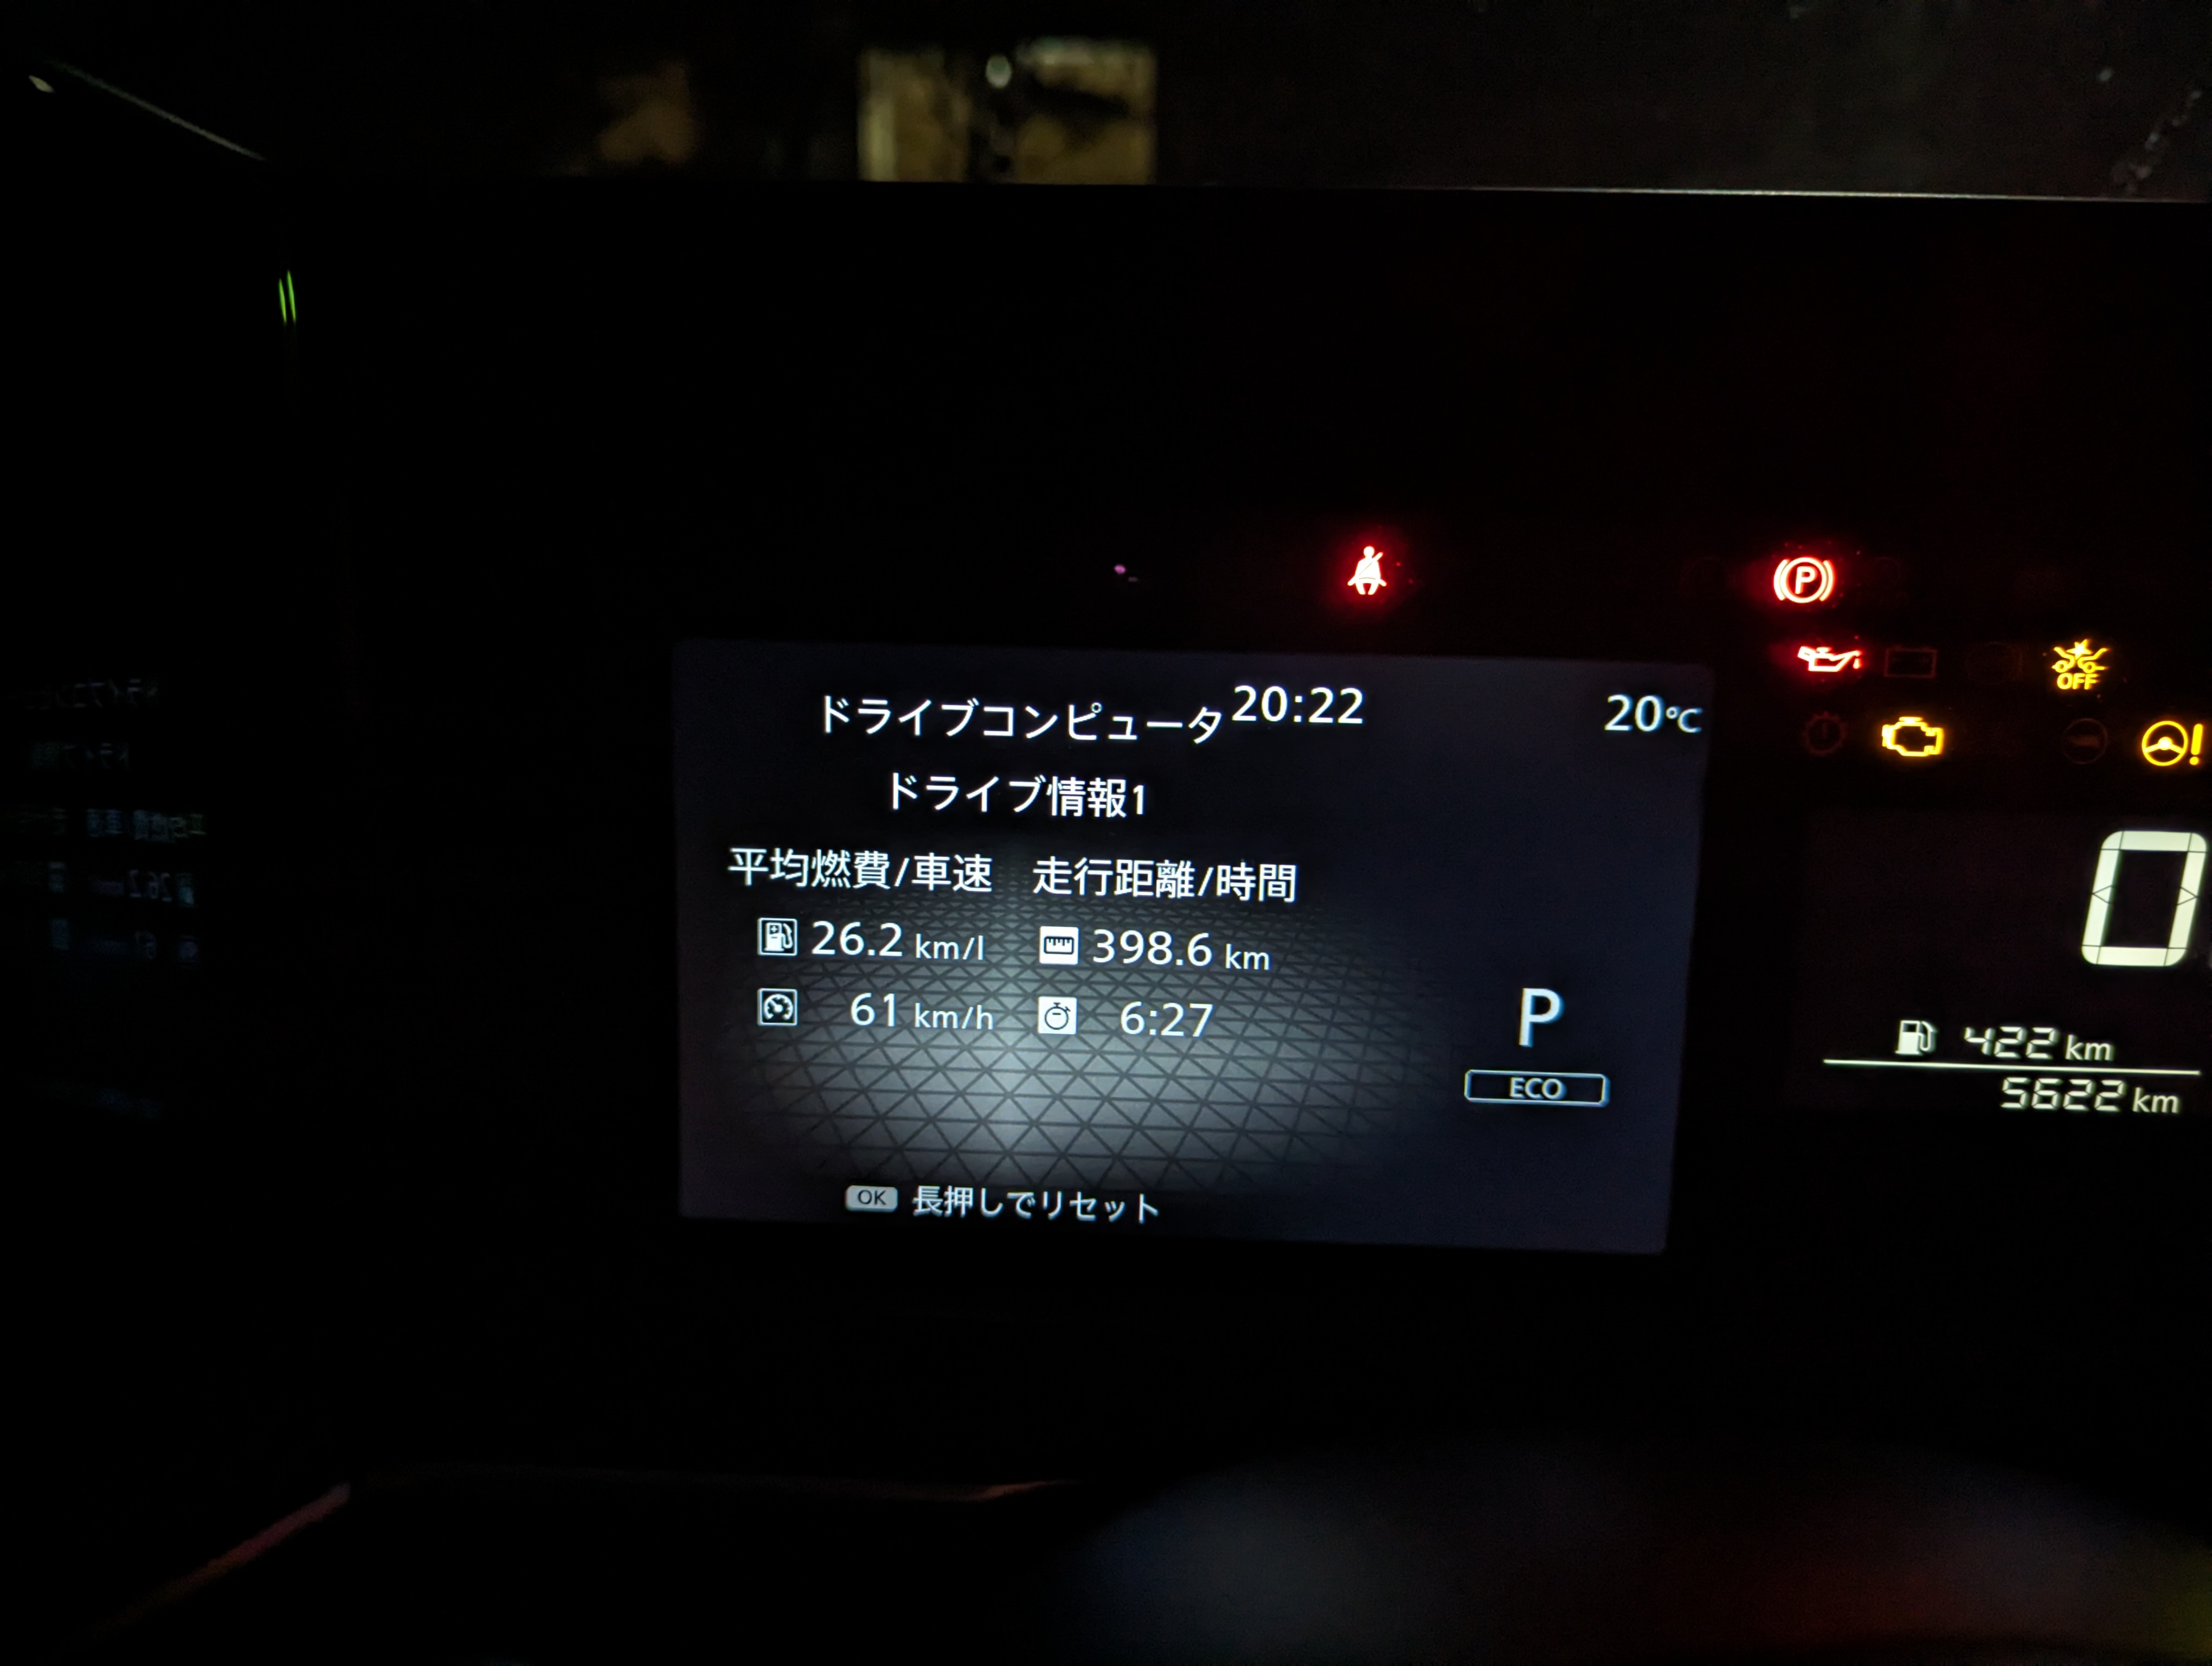 ドライブコンピュータ 20:22 20℃
OFF
ドライブ情報1
平均燃費/車速 走行距離/時間
26.2 km/l 398.6 km
61 km/h 6:27
P
0
422 km
ECO
5622 km
OK 長押しでリセット